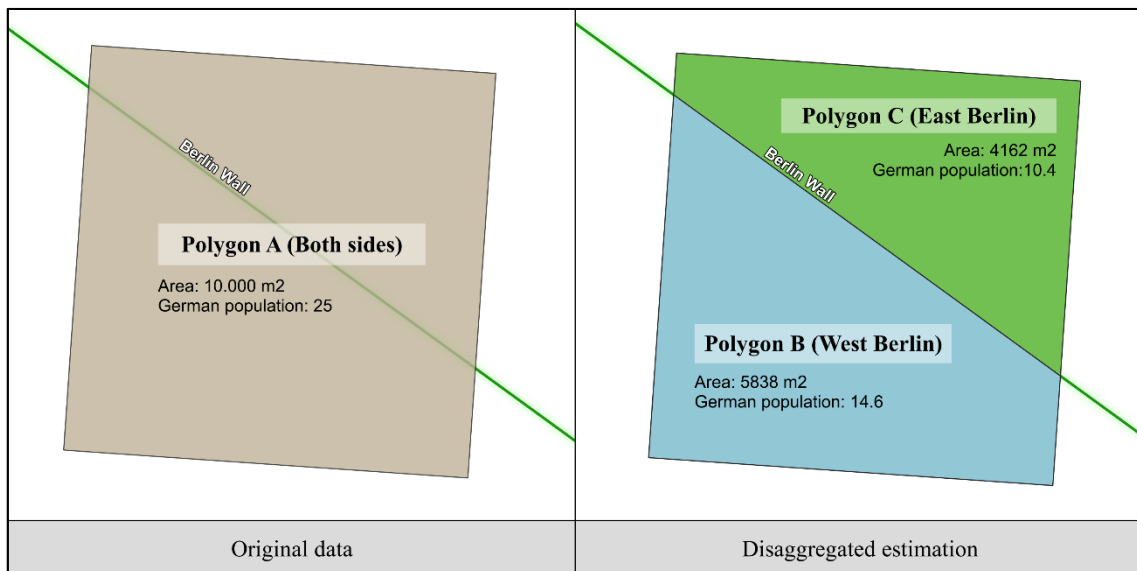 Berlin Wall
Polygon A (Both sides)
Area: 10.000 m2
German population: 25
Original data
Polygon C (East Berlin)
Area: 4162 m2
German population:10.4
Berlin Wall
Polygon B (West Berlin)
Area: 5838 m2
German population: 14.6
Disaggregated estimation